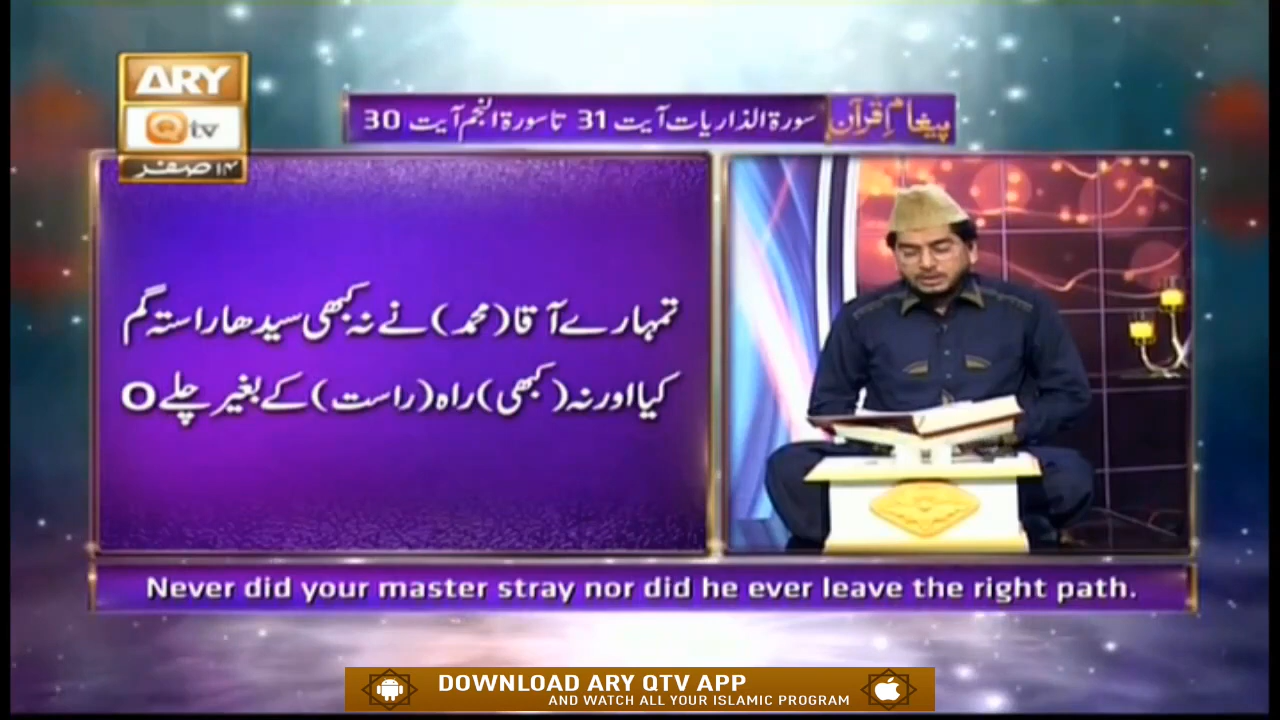 ARY
Qtv
۱۴ صفر
پیغامِ قرآن سورۃ الذاریات آیت 31 تا سورۃ النجم آیت 30
تمہارے آقا (محمد) نے نہ کبھی سیدھا راستہ گم
کیا اور نہ (کبھی) راہ (راست) کے بغیر چلے O
Never did your master stray nor did he ever leave the right path.
DOWNLOAD ARY QTV APP
AND WATCH ALL YOUR ISLAMIC PROGRAM